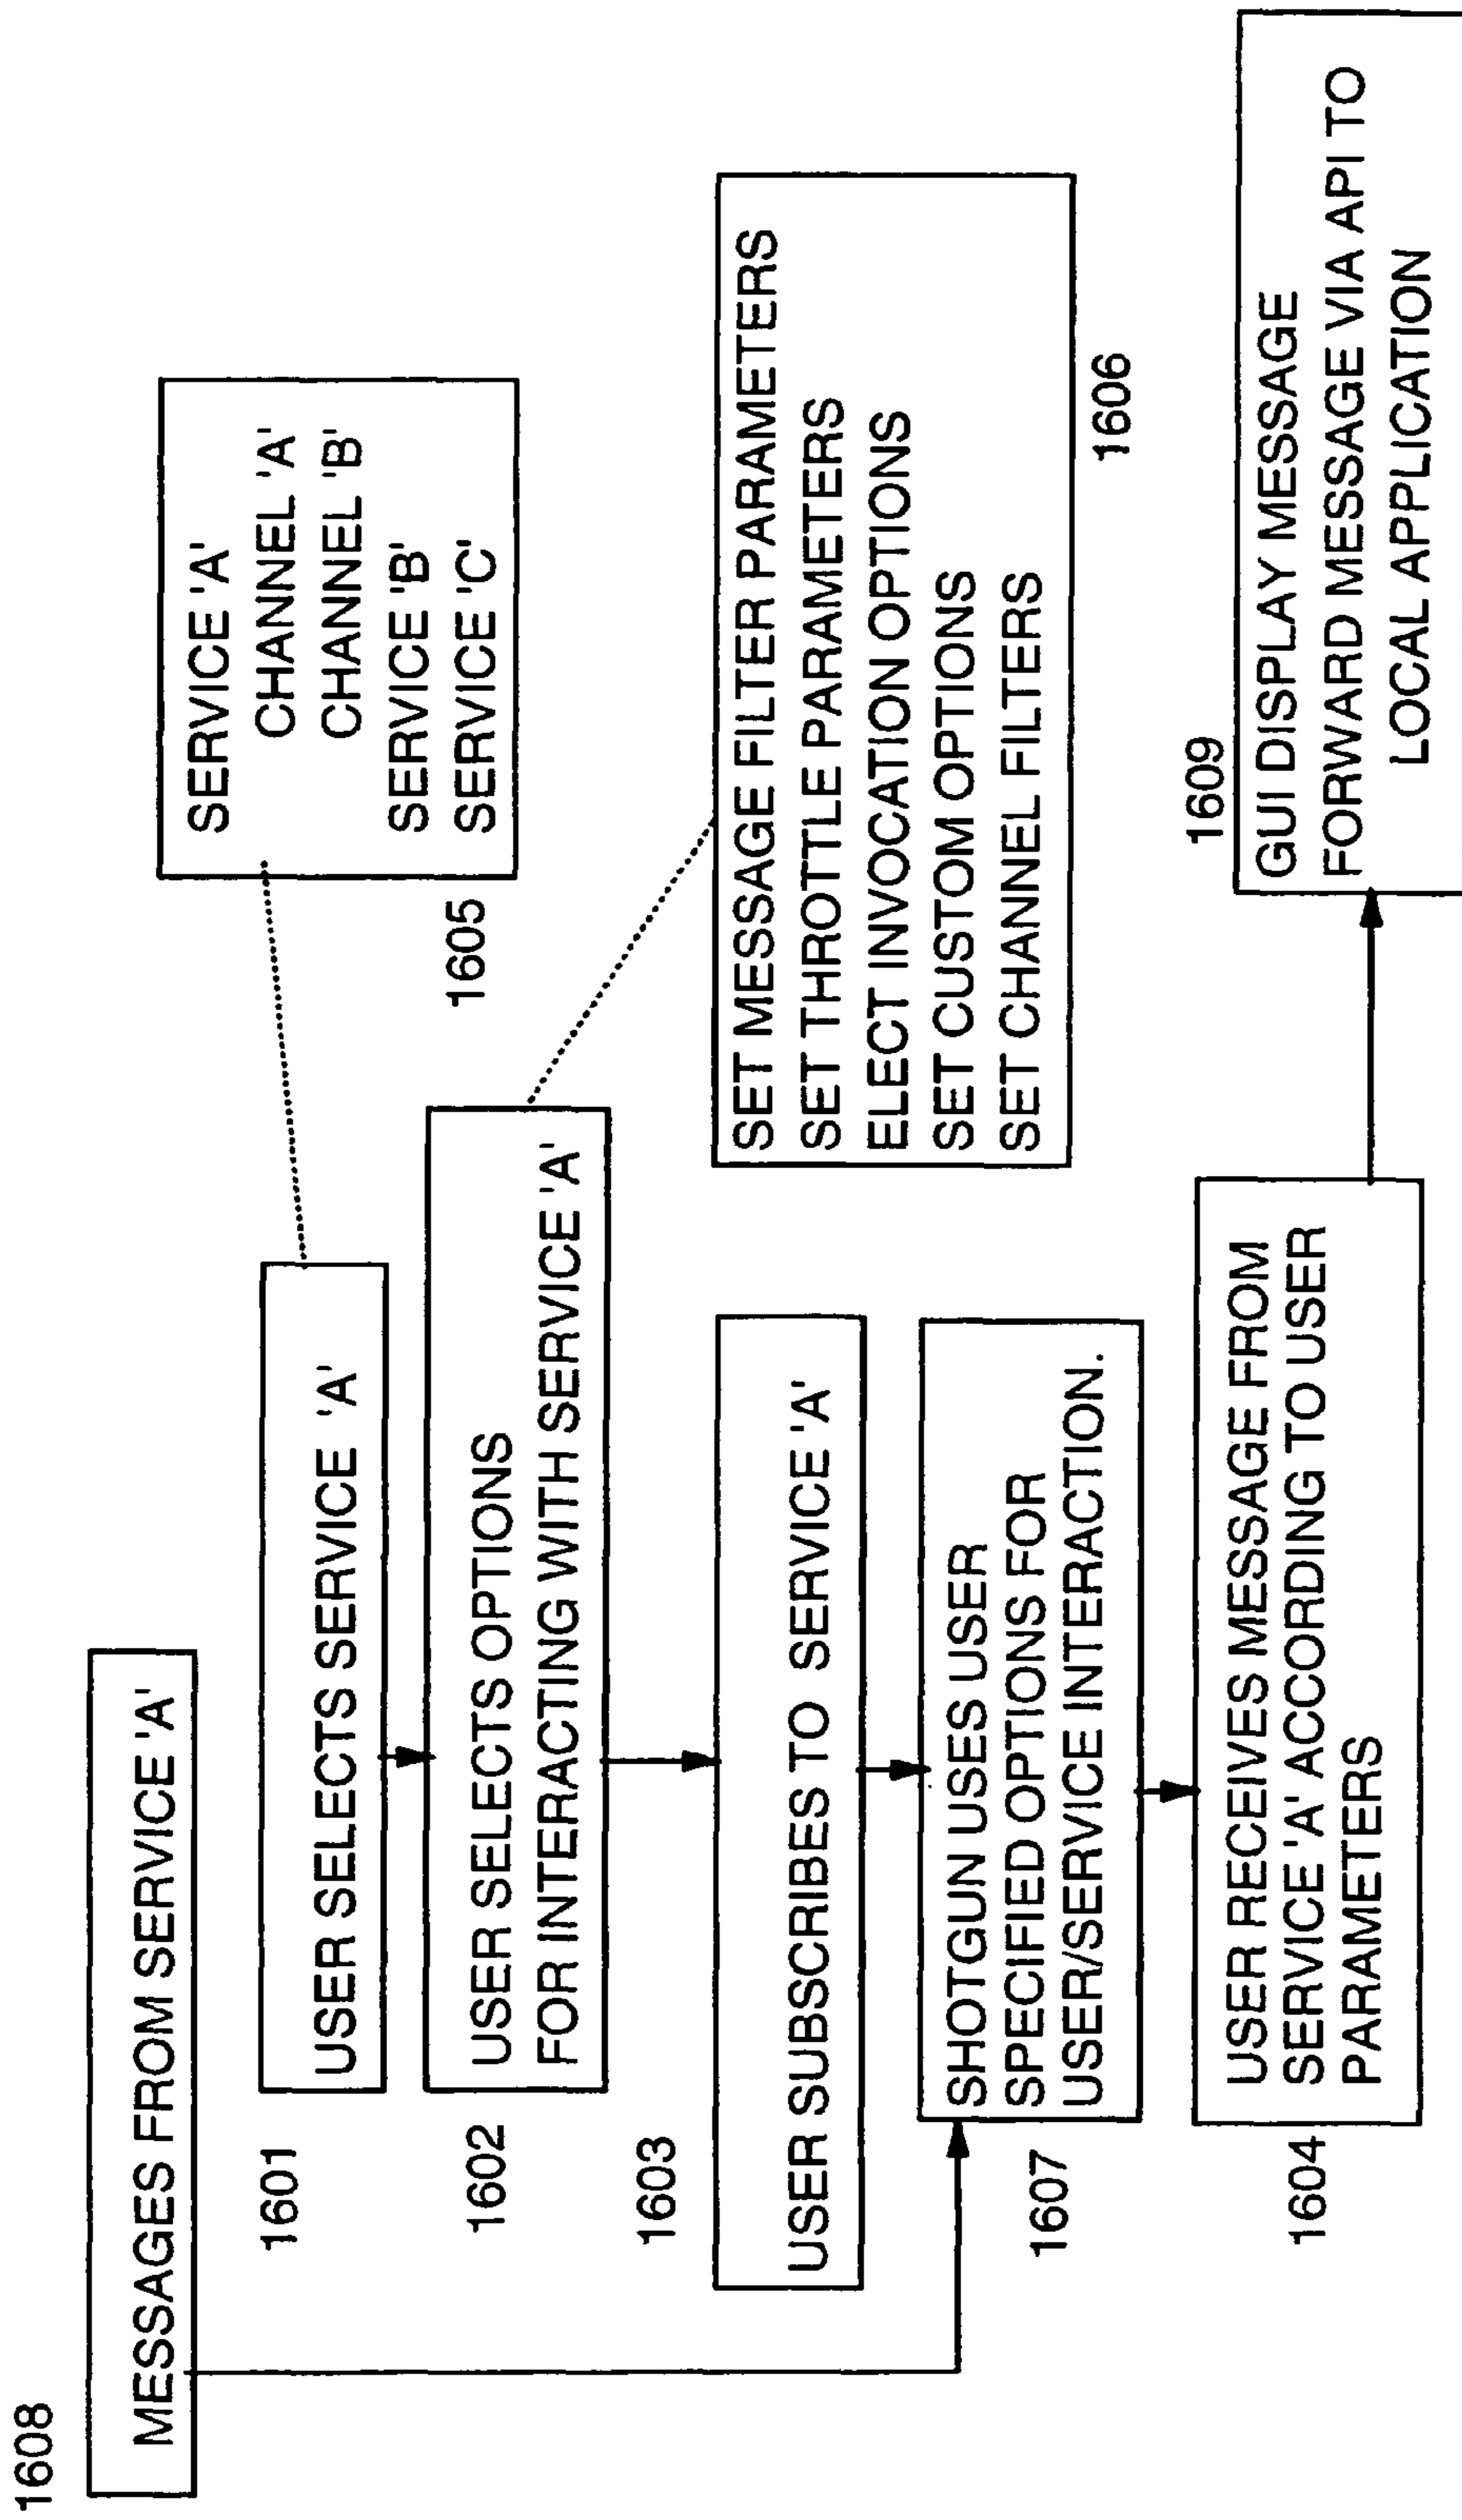 1608
MESSAGES FROM SERVICE 'A'
1601
USER SELECTS SERVICE 'A'
SERVICE 'A'
CHANNEL 'A'
CHANNEL 'B'
SERVICE 'B'
SERVICE 'C'
1605
1602
USER SELECTS OPTIONS
FOR INTERACTING WITH SERVICE 'A'
1603
USER SUBSCRIBES TO SERVICE 'A'
SET MESSAGE FILTER PARAMETERS
SET THROTTLE PARAMETERS
ELECT INVOCATION OPTIONS
SET CUSTOM OPTIONS
SET CHANNEL FILTERS
1606
1607
SHOTGUN USES USER
SPECIFIED OPTIONS FOR
USER/SERVICE INTERACTION.
1604
USER RECEIVES MESSAGE FROM
SERVICE 'A' ACCORDING TO USER
PARAMETERS
1609
GUI DISPLAY MESSAGE
FORWARD MESSAGE VIA API TO
LOCAL APPLICATION